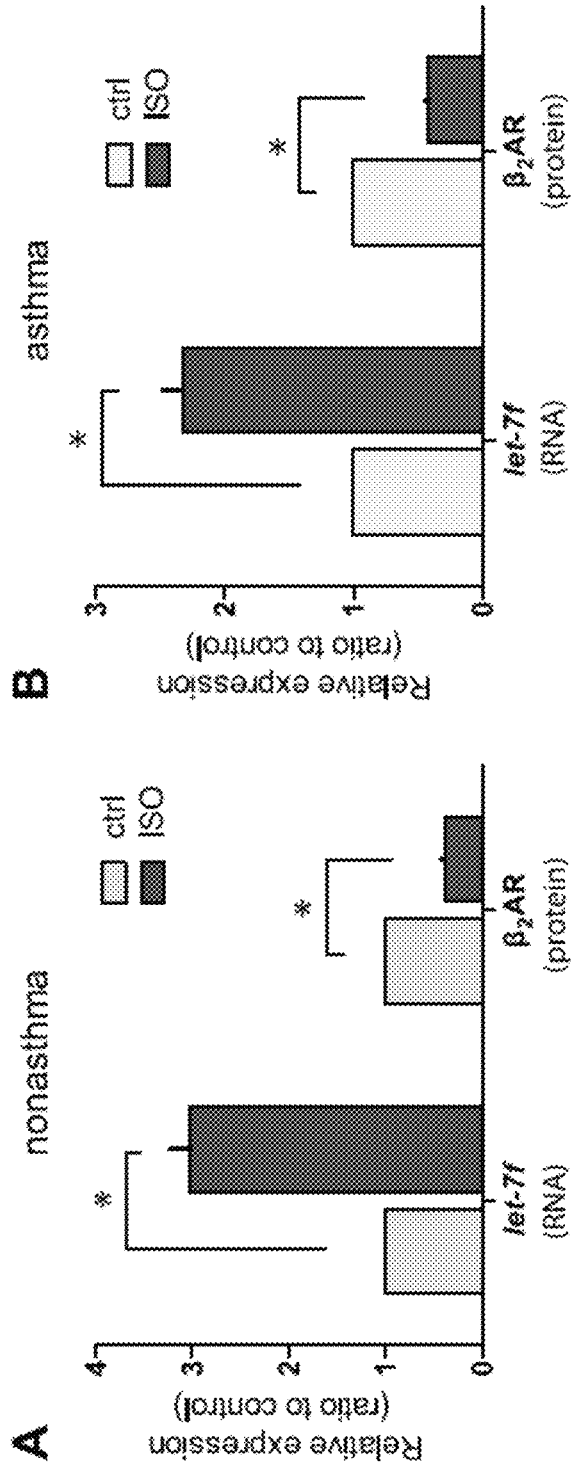 A
nonasthma
ctrl
ISO
Relative expression
(ratio to control)
4
3
2
1
0
*
*
let-7f
(RNA)
β₂AR
(protein)
B
asthma
ctrl
ISO
Relative expression
(ratio to control)
3
2
1
0
*
*
let-7f
(RNA)
β₂AR
(protein)